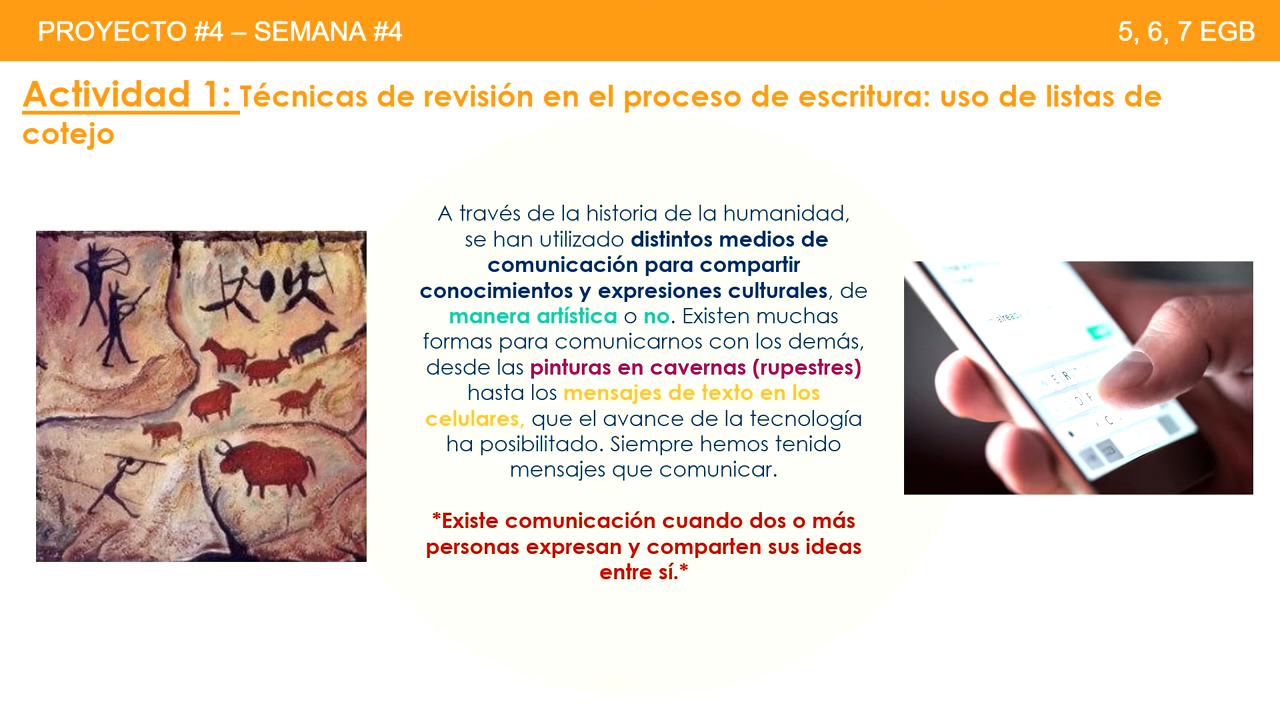 PROYECTO #4 – SEMANA #4
5, 6, 7 EGB
Actividad 1: Técnicas de revisión en el proceso de escritura: uso de listas de
cotejo
A través de la historia de la humanidad,
se han utilizado distintos medios de
comunicación para compartir
conocimientos y expresiones culturales, de
manera artística o no. Existen muchas
formas para comunicarnos con los demás,
desde las pinturas en cavernas (rupestres)
hasta los mensajes de texto en los
celulares, que el avance de la tecnología
ha posibilitado. Siempre hemos tenido
mensajes que comunicar.
*Existe comunicación cuando dos o más
personas expresan y comparten sus ideas
entre sí.*